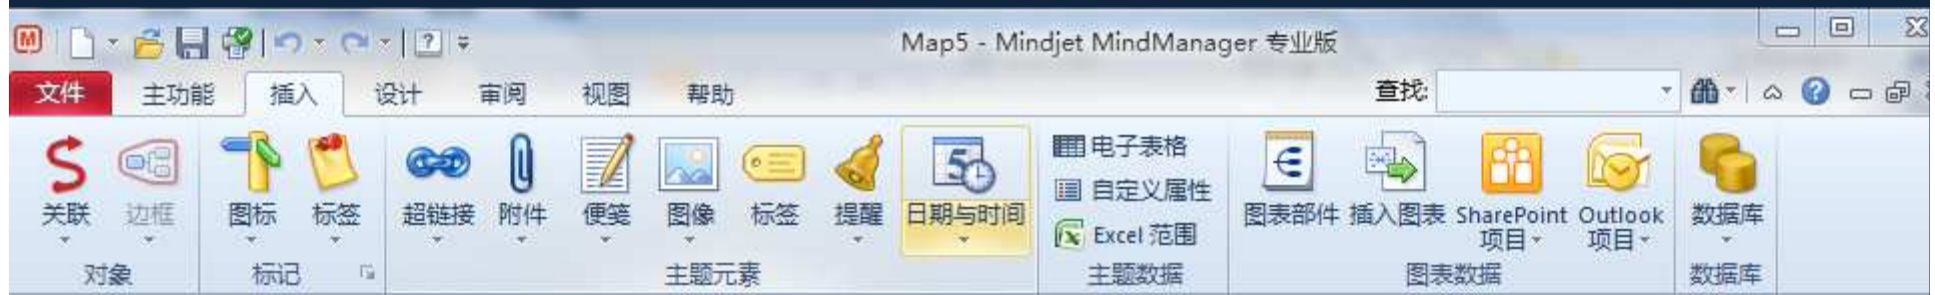 Map5 - Mindjet MindManager 专业版
文件 主功能 插入 设计 审阅 视图 帮助 查找:
关联 边框 图标 标签 超链接 附件 便笺 图像 标签 提醒 日期与时间
电子表格
自定义属性
Excel 范围
图表部件 插入图表 SharePoint 项目 Outlook 项目 数据库
对象 标记 主题元素 主题数据 图表数据 数据库